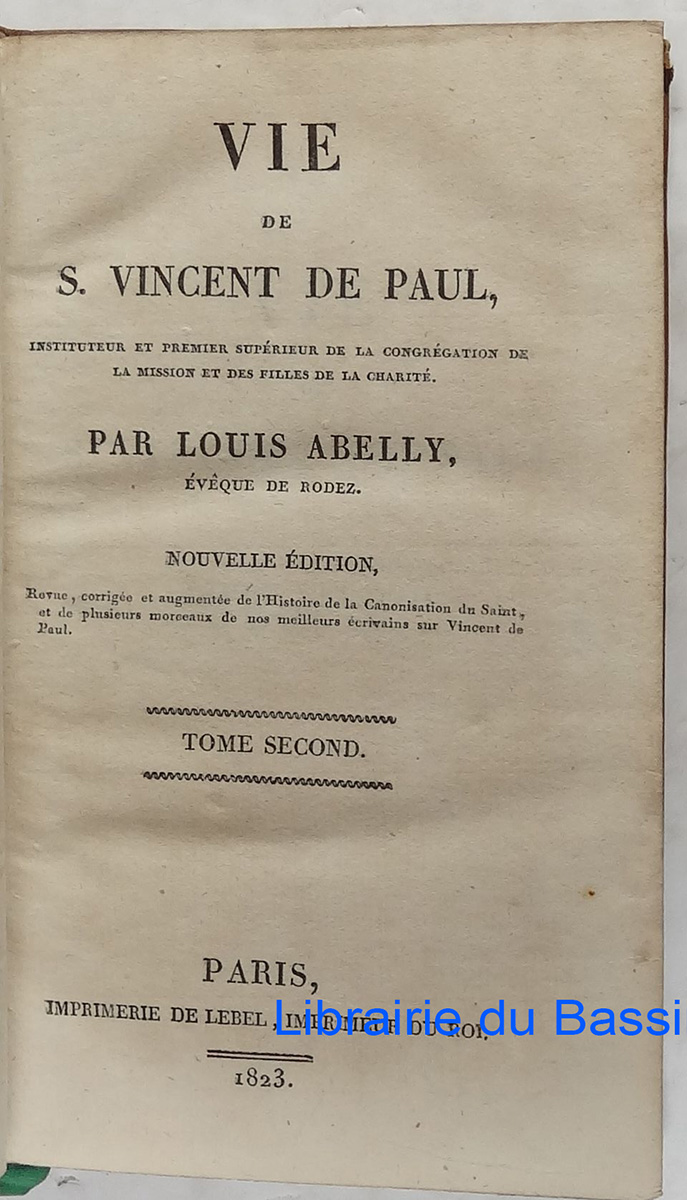 VIE
DE
S. VINCENT DE PAUL,
INSTITUTEUR ET PREMIER SUPÉRIEUR DE LA CONGRÉGATION DE
LA MISSION ET DES FILLES DE LA CHARITÉ.
PAR LOUIS ABELLY,
ÉVÊQUE DE RODEZ.
NOUVELLE ÉDITION,
Revue, corrigée et augmentée de l'Histoire de la Canonisation du Saint,
et de plusieurs morceaux de nos meilleurs écrivains sur Vincent de
Paul.
TOME SECOND.
PARIS,
IMPRIMERIE DE LEBEL, IMPRIMEUR DU ROI.
Librairie du Bassi
1823.